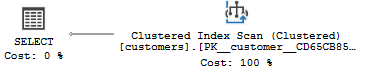 SELECT
Cost: 0 %
Clustered Index Scan (Clustered)
[customers].[PK__customer__CD65CB85…
Cost: 100 %